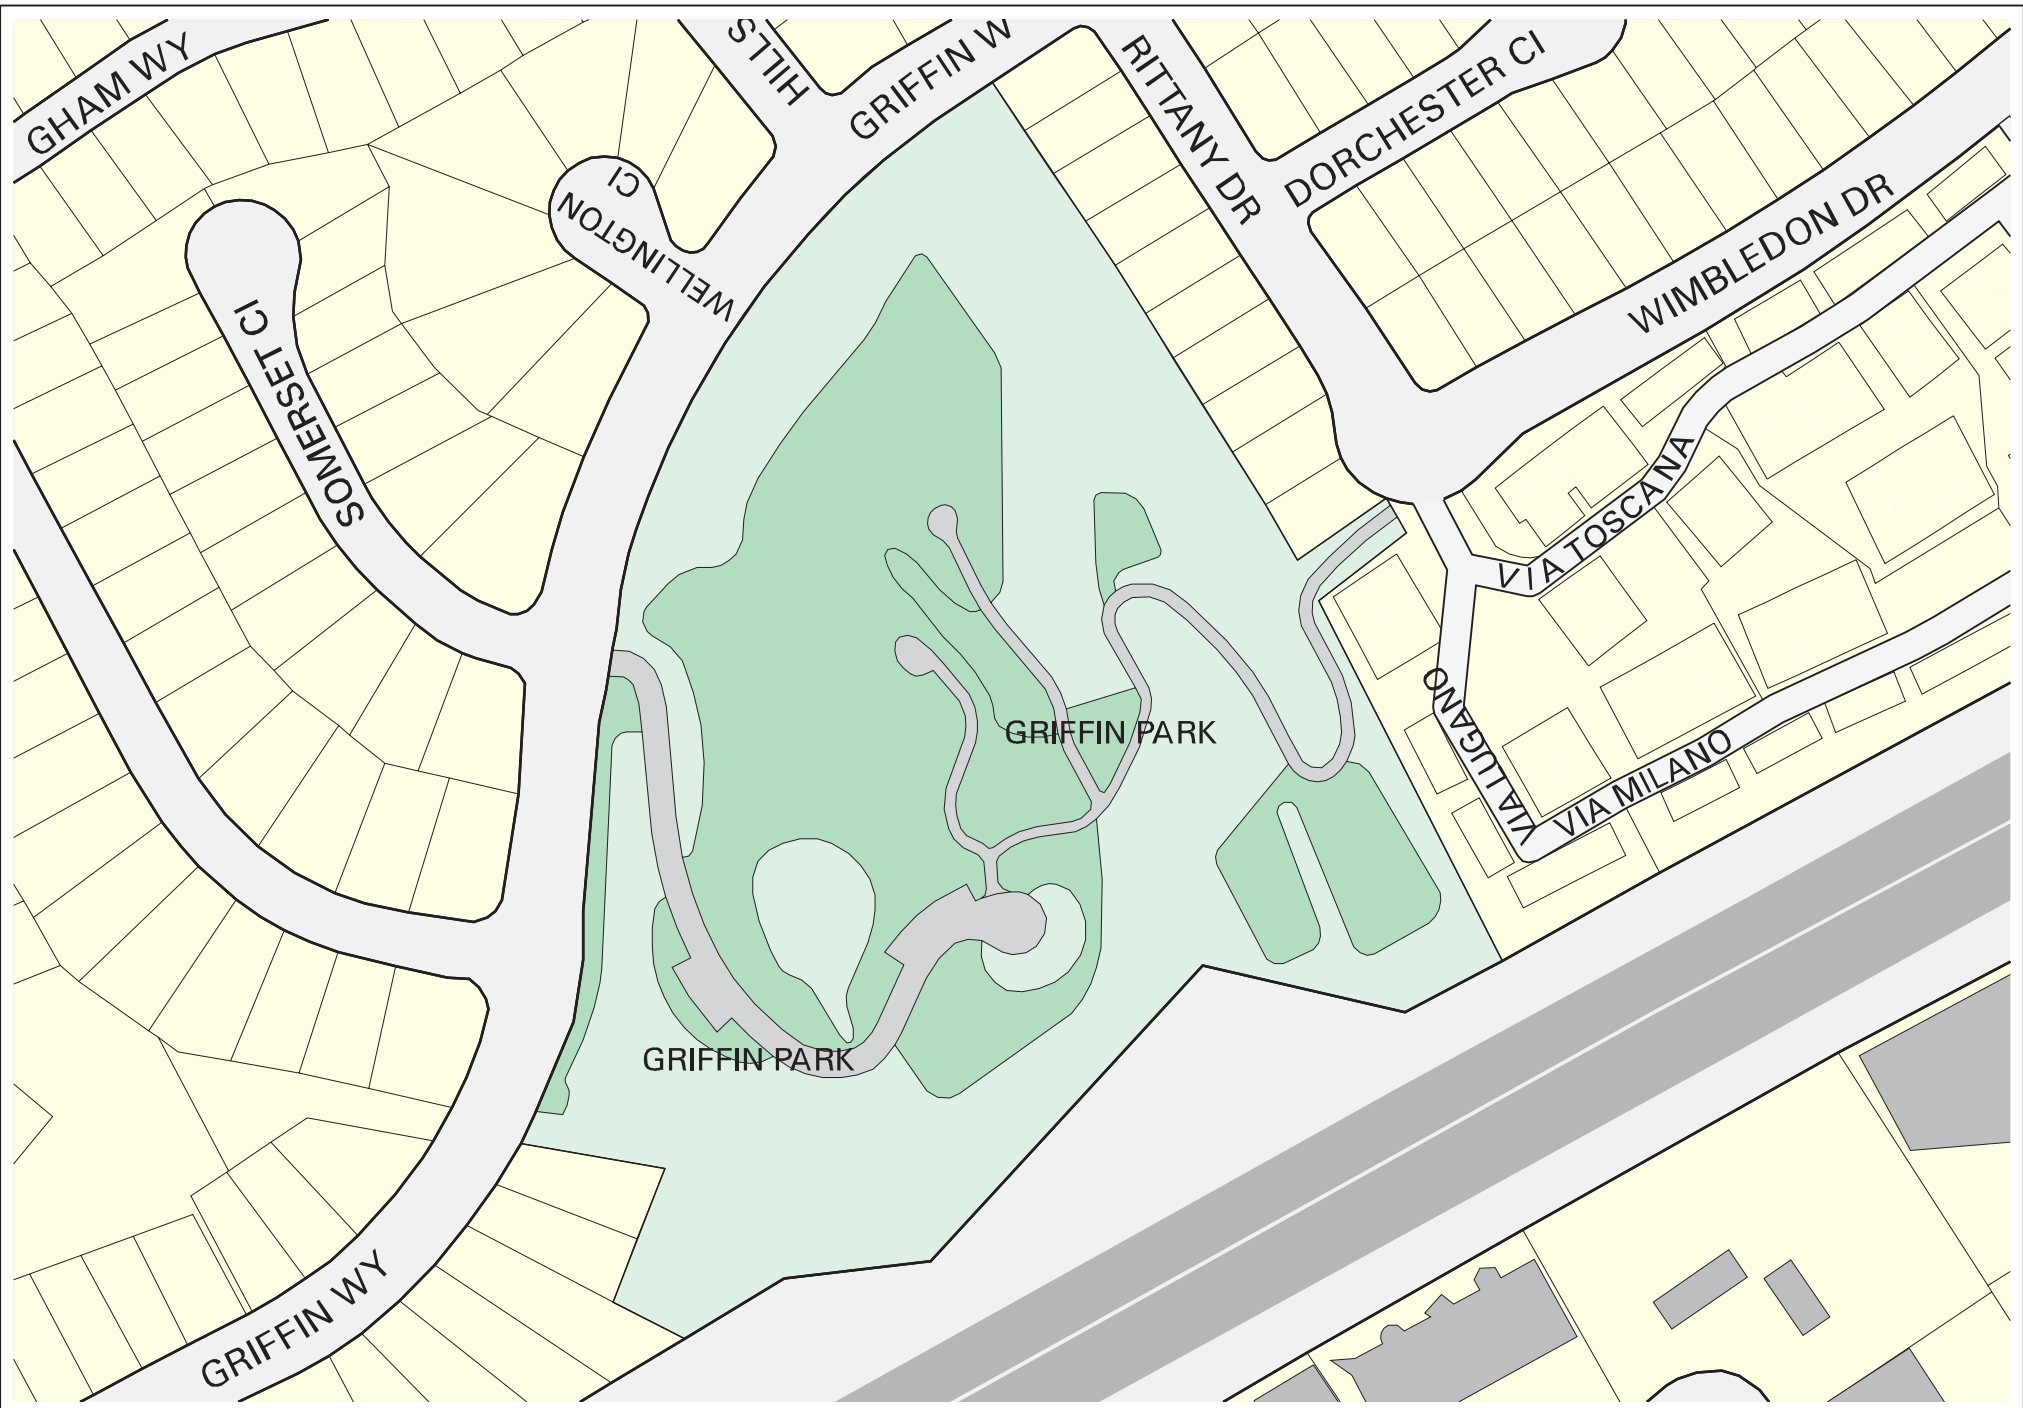 GHAM WY
HILLS
GRIFFIN W
RITTANY DR
DORCHESTER CI
WELLINGTON
CI
WIMBLEDON DR
SOMERSET CI
VIA TOSCANA
VIA LUGANO
GRIFFIN PARK
VIA MILANO
GRIFFIN PARK
GRIFFIN WY